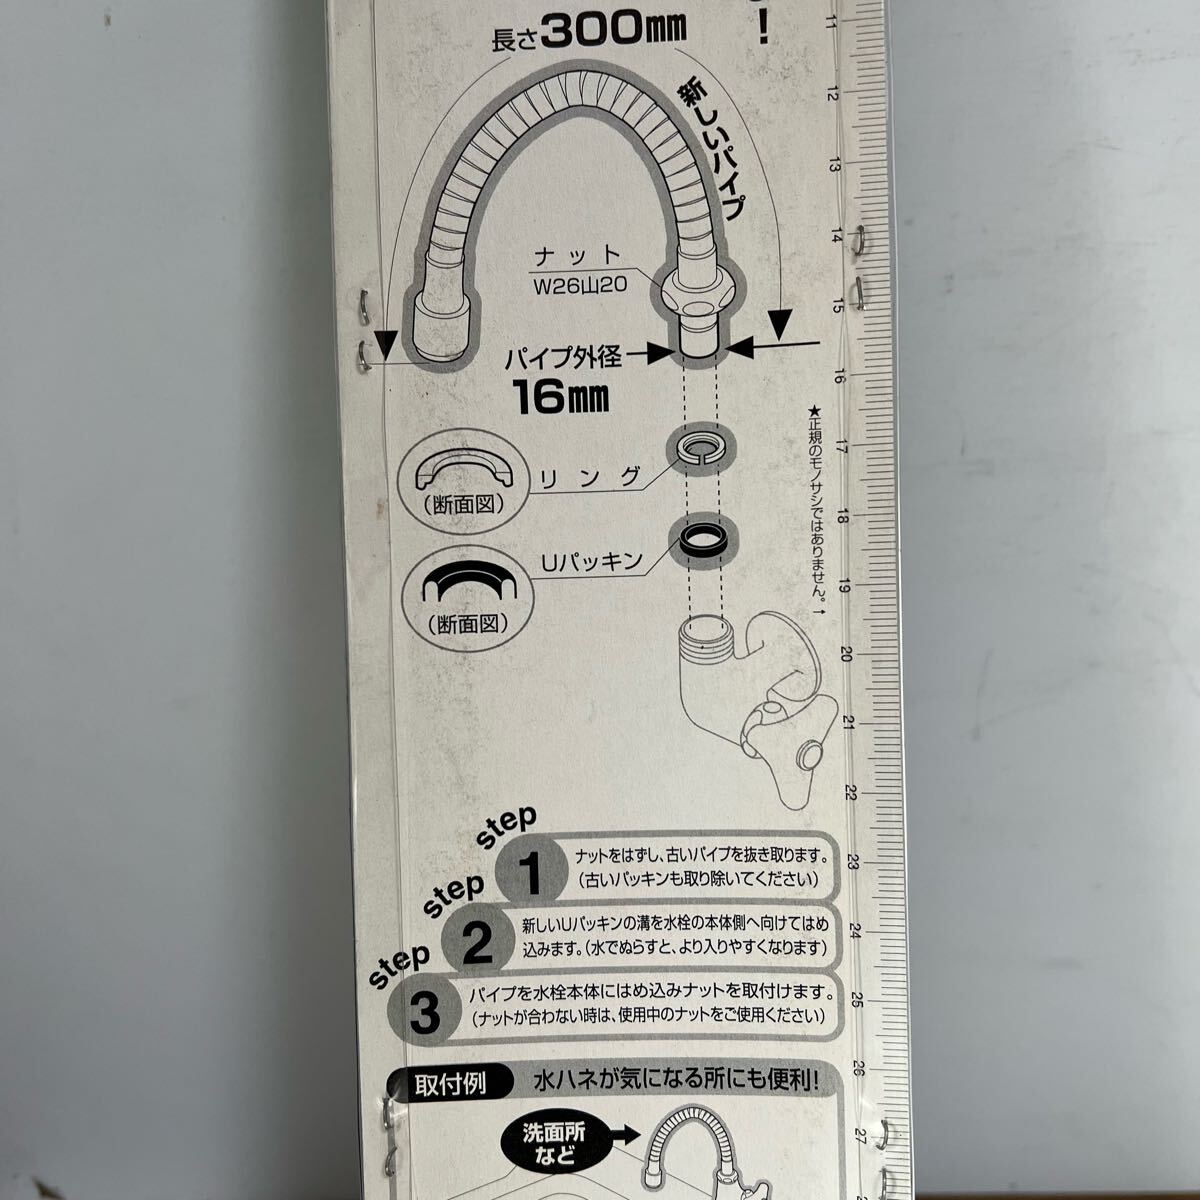 !
長さ300mm
新しいパイプ
ナット
W26山20
パイプ外径
16mm
リング
(断面図)
Uパッキン
(断面図)
★正規のモノサシではありません。↑
step
1
ナットをはずし、古いパイプを抜き取ります。
(古いパッキンも取り除いてください)
step
2
新しいUパッキンの溝を水栓の本体側へ向けてはめ
込みます。(水でぬらすと、より入りやすくなります)
step
3
パイプを水栓本体にはめ込みナットを取付けます。
(ナットが合わない時は、使用中のナットをご使用ください)
取付例
水ハネが気になる所にも便利!
洗面所
など
11
12
13
14
15
16
17
18
19
20
21
22
23
24
25
26
27